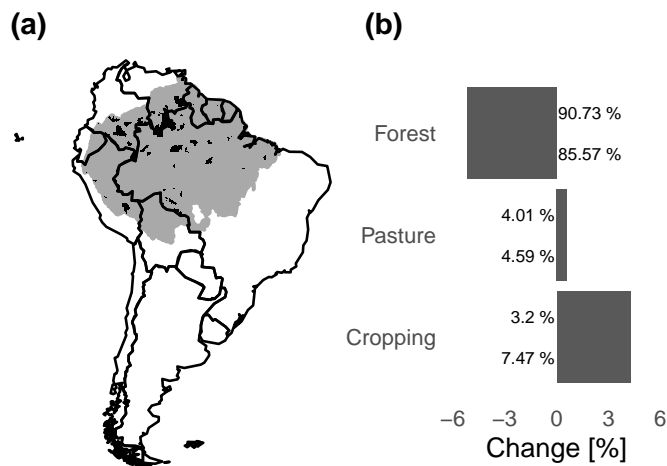 (a)
(b)
Forest
90.73 %
85.57 %
Pasture
4.01 %
4.59 %
Cropping
3.2 %
7.47 %
−6 −3 0 3 6
Change [%]